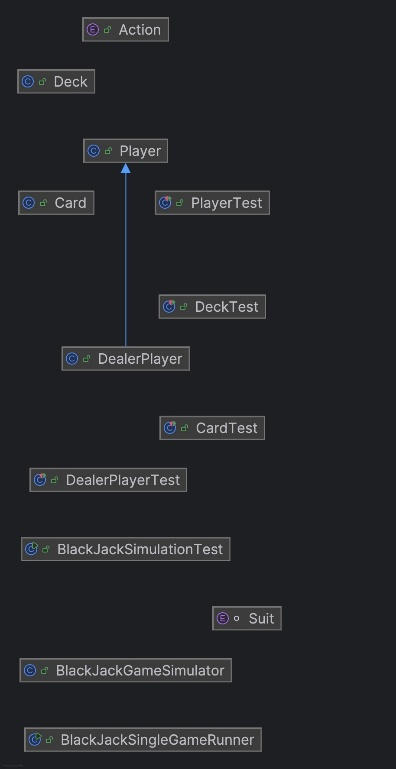 Action
Deck
Player
Card
PlayerTest
DeckTest
DealerPlayer
CardTest
DealerPlayerTest
BlackJackSimulationTest
Suit
BlackJackGameSimulator
BlackJackSingleGameRunner